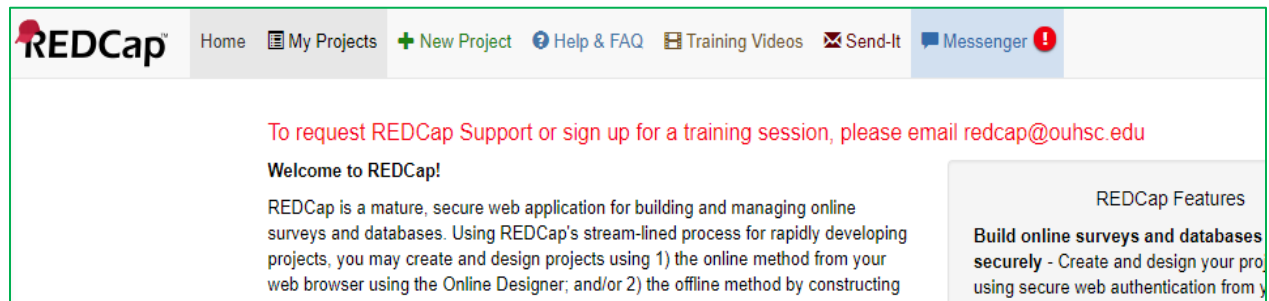 REDCap Home My Projects New Project Help & FAQ Training Videos Send-It Messenger
To request REDCap Support or sign up for a training session, please email redcap@ouhsc.edu
Welcome to REDCap!
REDCap is a mature, secure web application for building and managing online
surveys and databases. Using REDCap's stream-lined process for rapidly developing
projects, you may create and design projects using 1) the online method from your
web browser using the Online Designer; and/or 2) the offline method by constructing
REDCap Features
Build online surveys and databases
securely - Create and design your
using secure web authentication from